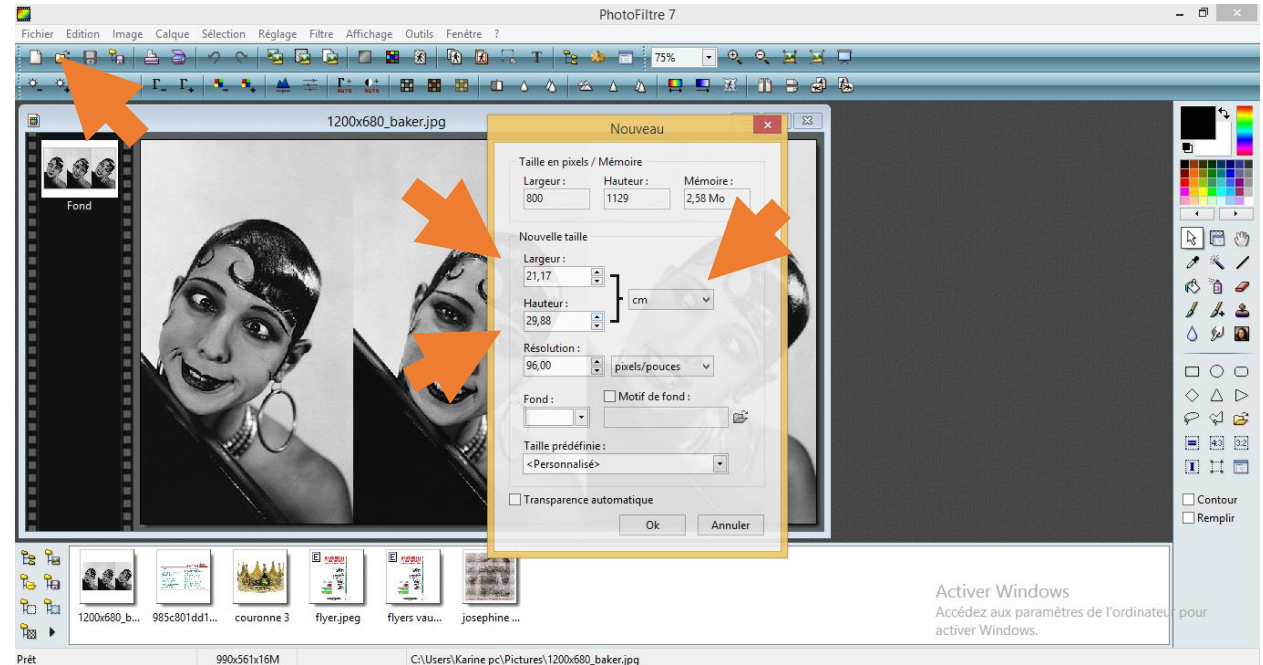 PhotoFiltre 7
Fichier Edition Image Calque Sélection Réglage Filtre Affichage Outils Fenêtre ?
T 75%
1200x680_baker.jpg
Fond
Nouveau
Taille en pixels / Mémoire
Largeur : Hauteur : Mémoire :
800 1129 2,58 Mo
Nouvelle taille
Largeur :
21,17
cm
Hauteur :
29,88
Résolution :
96,00 pixels/pouces
Fond : Motif de fond :
Taille prédéfinie :
<Personnalisé>
Transparence automatique
Ok Annuler
4:3 3:2
Contour
Remplir
1200x680_b... 985c801dd1... couronne 3 flyer.jpeg flyers vau... josephine ...
Activer Windows
Accédez aux paramètres de l'ordinateur pour
activer Windows.
Prêt 990x561x16M C:\Users\Karine pc\Pictures\1200x680_baker.jpg